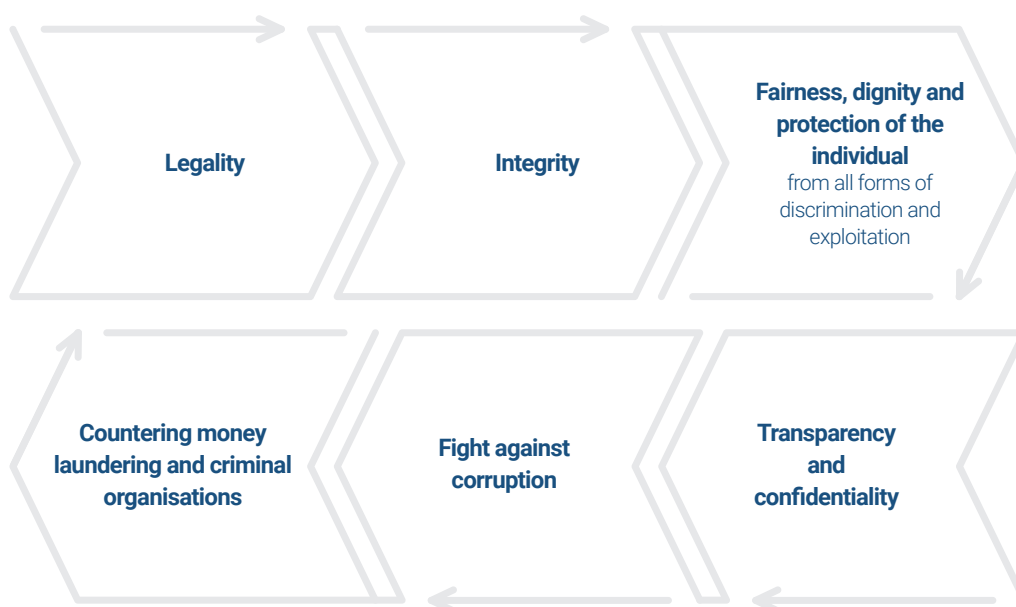 Legality
Integrity
Fairness, dignity and
protection of the
individual
from all forms of
discrimination and
exploitation
Transparency
and
confidentiality
Fight against
corruption
Countering money
laundering and criminal
organisations